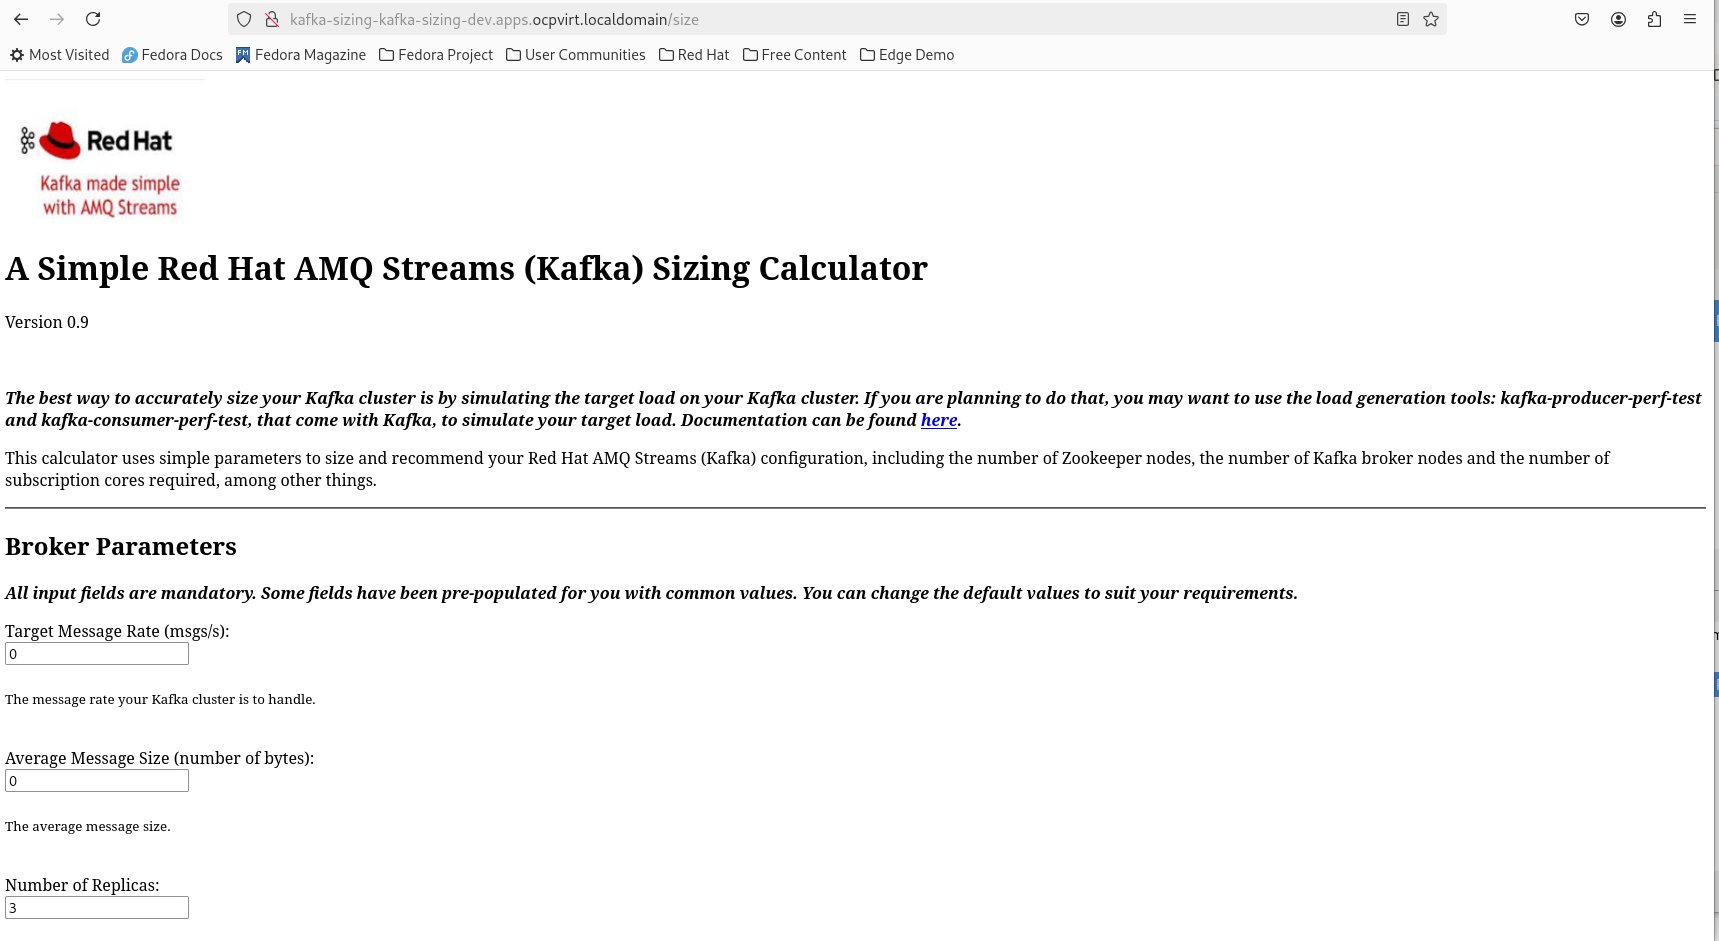 kafka-sizing-kafka-sizing-dev.apps.ocpvirt.localdomain/size
Most Visited Fedora Docs Fedora Magazine Fedora Project User Communities Red Hat Free Content Edge Demo
Red Hat
Kafka made simple
with AMQ Streams
A Simple Red Hat AMQ Streams (Kafka) Sizing Calculator
Version 0.9
The best way to accurately size your Kafka cluster is by simulating the target load on your Kafka cluster. If you are planning to do that, you may want to use the load generation tools: kafka-producer-perf-test
and kafka-consumer-perf-test, that come with Kafka, to simulate your target load. Documentation can be found here.
This calculator uses simple parameters to size and recommend your Red Hat AMQ Streams (Kafka) configuration, including the number of Zookeeper nodes, the number of Kafka broker nodes and the number of
subscription cores required, among other things.
Broker Parameters
All input fields are mandatory. Some fields have been pre-populated for you with common values. You can change the default values to suit your requirements.
Target Message Rate (msgs/s):
0
The message rate your Kafka cluster is to handle.
Average Message Size (number of bytes):
0
The average message size.
Number of Replicas:
3